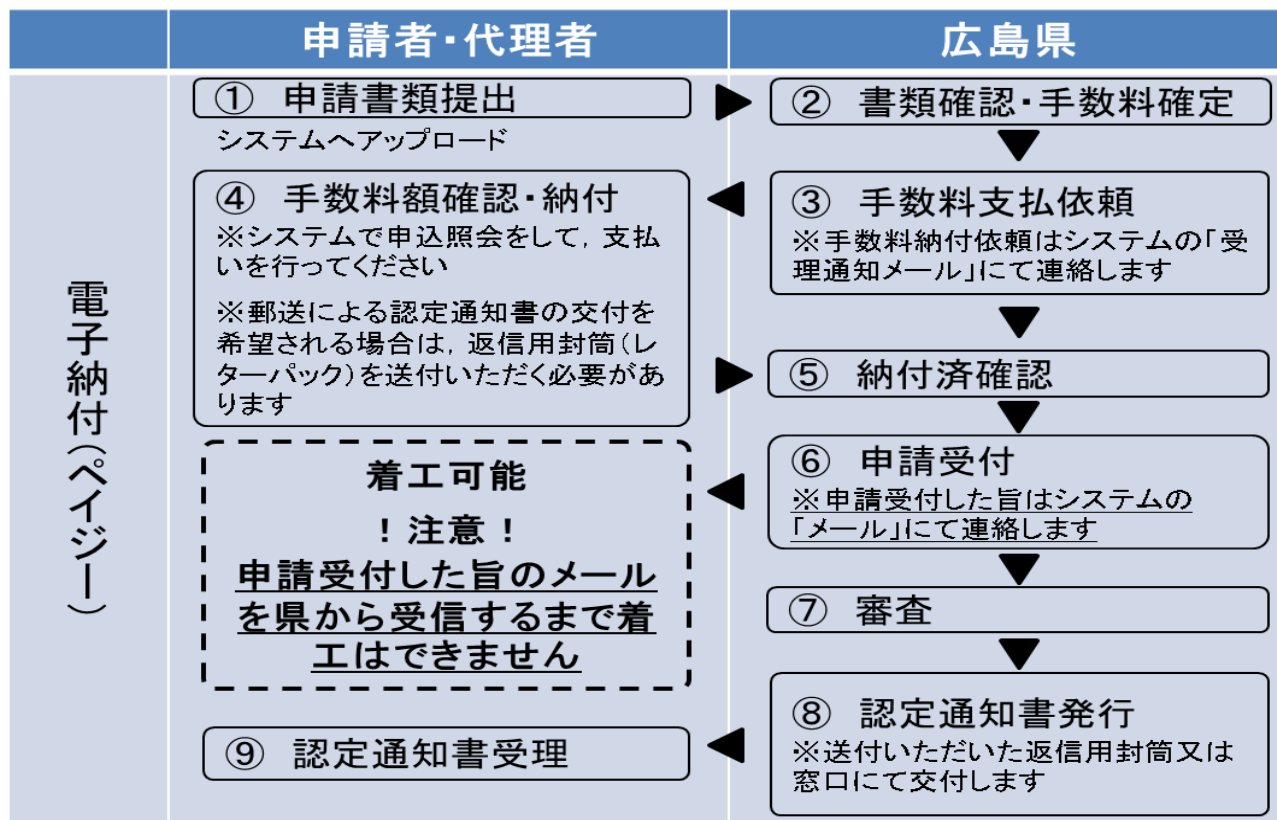 申請者・代理者
広島県
電子納付（ペイジー）
① 申請書類提出
システムへアップロード
② 書類確認・手数料確定
③ 手数料支払依頼
※手数料納付依頼はシステムの「受
理通知メール」にて連絡します
④ 手数料額確認・納付
※システムで申込照会をして，支払
いを行ってください
※郵送による認定通知書の交付を
希望される場合は，返信用封筒（レ
ターパック）を送付いただく必要があ
ります
⑤ 納付済確認
⑥ 申請受付
※申請受付した旨はシステムの
「メール」にて連絡します
着工可能
！注意！
申請受付した旨のメール
を県から受信するまで着
工はできません
⑦ 審査
⑧ 認定通知書発行
※送付いただいた返信用封筒又は
窓口にて交付します
⑨ 認定通知書受理